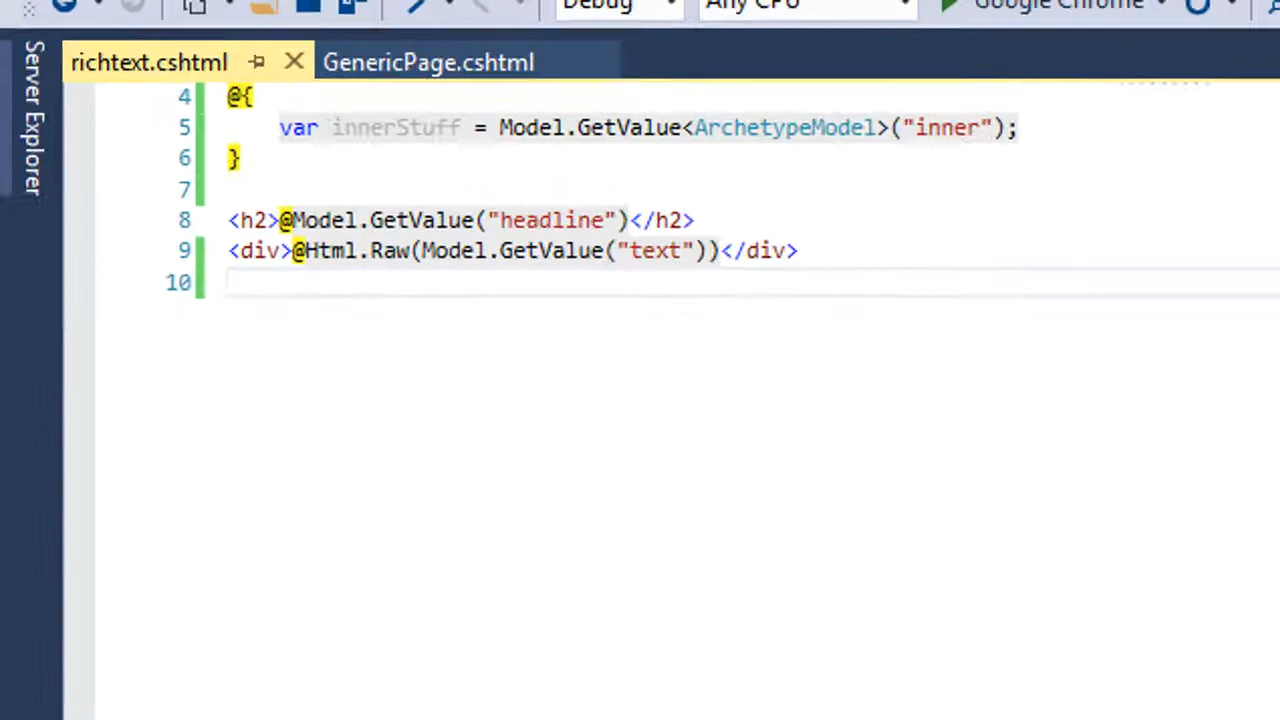 Debug
Any CPU
Google Chrome
Server Explorer
richtext.cshtml
GenericPage.cshtml
4 @{
5 var innerStuff = Model.GetValue<ArchetypeModel>("inner");
6 }
7
8 <h2>@Model.GetValue("headline")</h2>
9 <div>@Html.Raw(Model.GetValue("text"))</div>
10